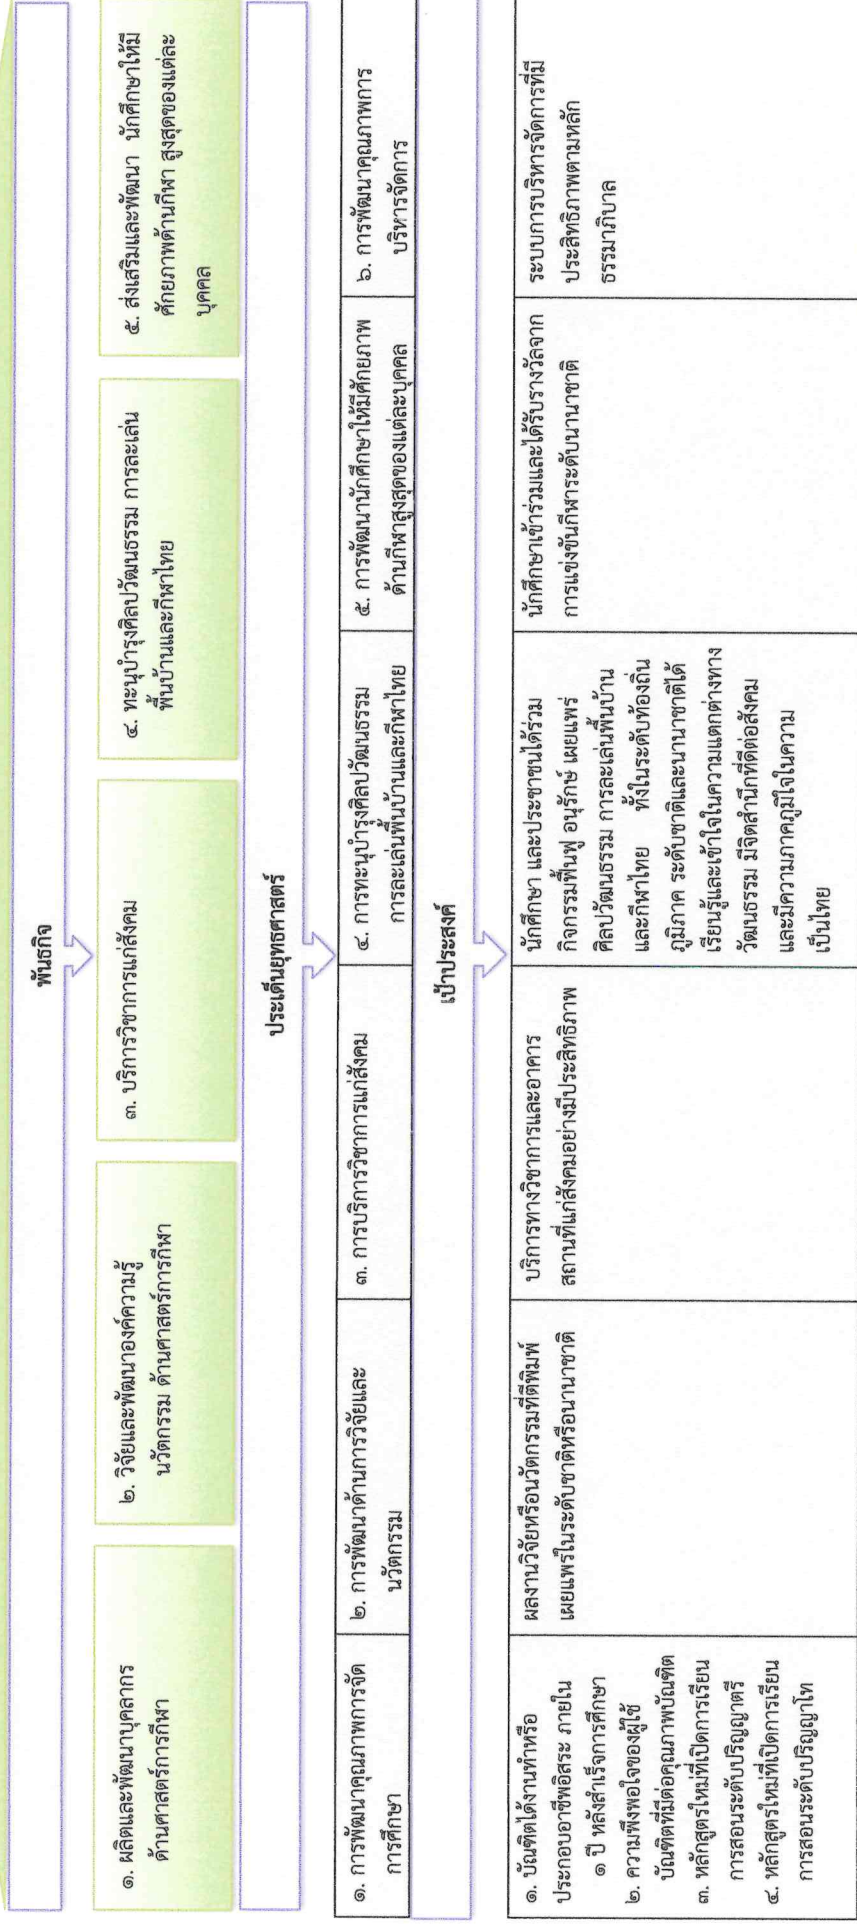 พันธกิจ
๑. ผลิตและพัฒนาบุคลากร
ด้านศาสตร์การกีฬา
๒. วิจัยและพัฒนาองค์ความรู้
นวัตกรรม ด้านศาสตร์การกีฬา
๓. บริการวิชาการแก่สังคม
๔. ทะนุบำรุงศิลปวัฒนธรรม การละเล่น
พื้นบ้านและกีฬาไทย
๕. ส่งเสริมและพัฒนา นักศึกษาให้มี
ศักยภาพด้านกีฬา สูงสุดของแต่ละ
บุคคล
ประเด็นยุทธศาสตร์
๑. การพัฒนาคุณภาพการจัด
การศึกษา
๒. การพัฒนาด้านการวิจัยและ
นวัตกรรม
๓. การบริการวิชาการแก่สังคม
๔. การทะนุบำรุงศิลปวัฒนธรรม
การละเล่นพื้นบ้านและกีฬาไทย
๕. การพัฒนานักศึกษาให้มีศักยภาพ
ด้านกีฬาสูงสุดของแต่ละบุคคล
๖. การพัฒนาคุณภาพการ
บริหารจัดการ
เป้าประสงค์
๑. บัณฑิตได้งานทำหรือ
ประกอบอาชีพอิสระ ภายใน
๑ ปี หลังสำเร็จการศึกษา
๒. ความพึงพอใจของผู้ใช้
บัณฑิตที่มีต่อคุณภาพบัณฑิต
๓. หลักสูตรใหม่ที่เปิดการเรียน
การสอนระดับปริญญาตรี
๔. หลักสูตรใหม่ที่เปิดการเรียน
การสอนระดับปริญญาโท
ผลงานวิจัยหรือนวัตกรรมที่ตีพิมพ์
เผยแพร่ในระดับชาติหรือนานาชาติ
บริการทางวิชาการและอาคาร
สถานที่แก่สังคมอย่างมีประสิทธิภาพ
นักศึกษา และประชาชนได้ร่วม
กิจกรรมฟื้นฟู อนุรักษ์ เผยแพร่
ศิลปวัฒนธรรม การละเล่นพื้นบ้าน
และกีฬาไทย ทั้งในระดับท้องถิ่น
ภูมิภาค ระดับชาติและนานาชาติได้
เรียนรู้และเข้าใจในความแตกต่างทาง
วัฒนธรรม มีจิตสำนึกที่ดีต่อสังคม
และมีความภาคภูมิใจในความ
เป็นไทย
นักศึกษาเข้าร่วมและได้รับรางวัลจาก
การแข่งขันกีฬาระดับนานาชาติ
ระบบการบริหารจัดการที่มี
ประสิทธิภาพตามหลัก
ธรรมาภิบาล